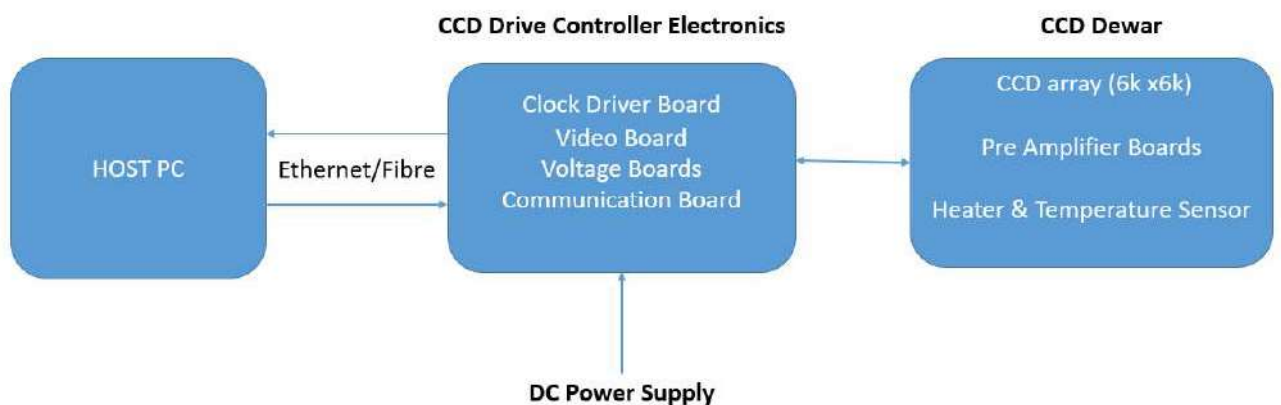 CCD Drive Controller Electronics
CCD Dewar
HOST PC
Ethernet/Fibre
Clock Driver Board
Video Board
Voltage Boards
Communication Board
CCD array (6k x6k)
Pre Amplifier Boards
Heater & Temperature Sensor
DC Power Supply